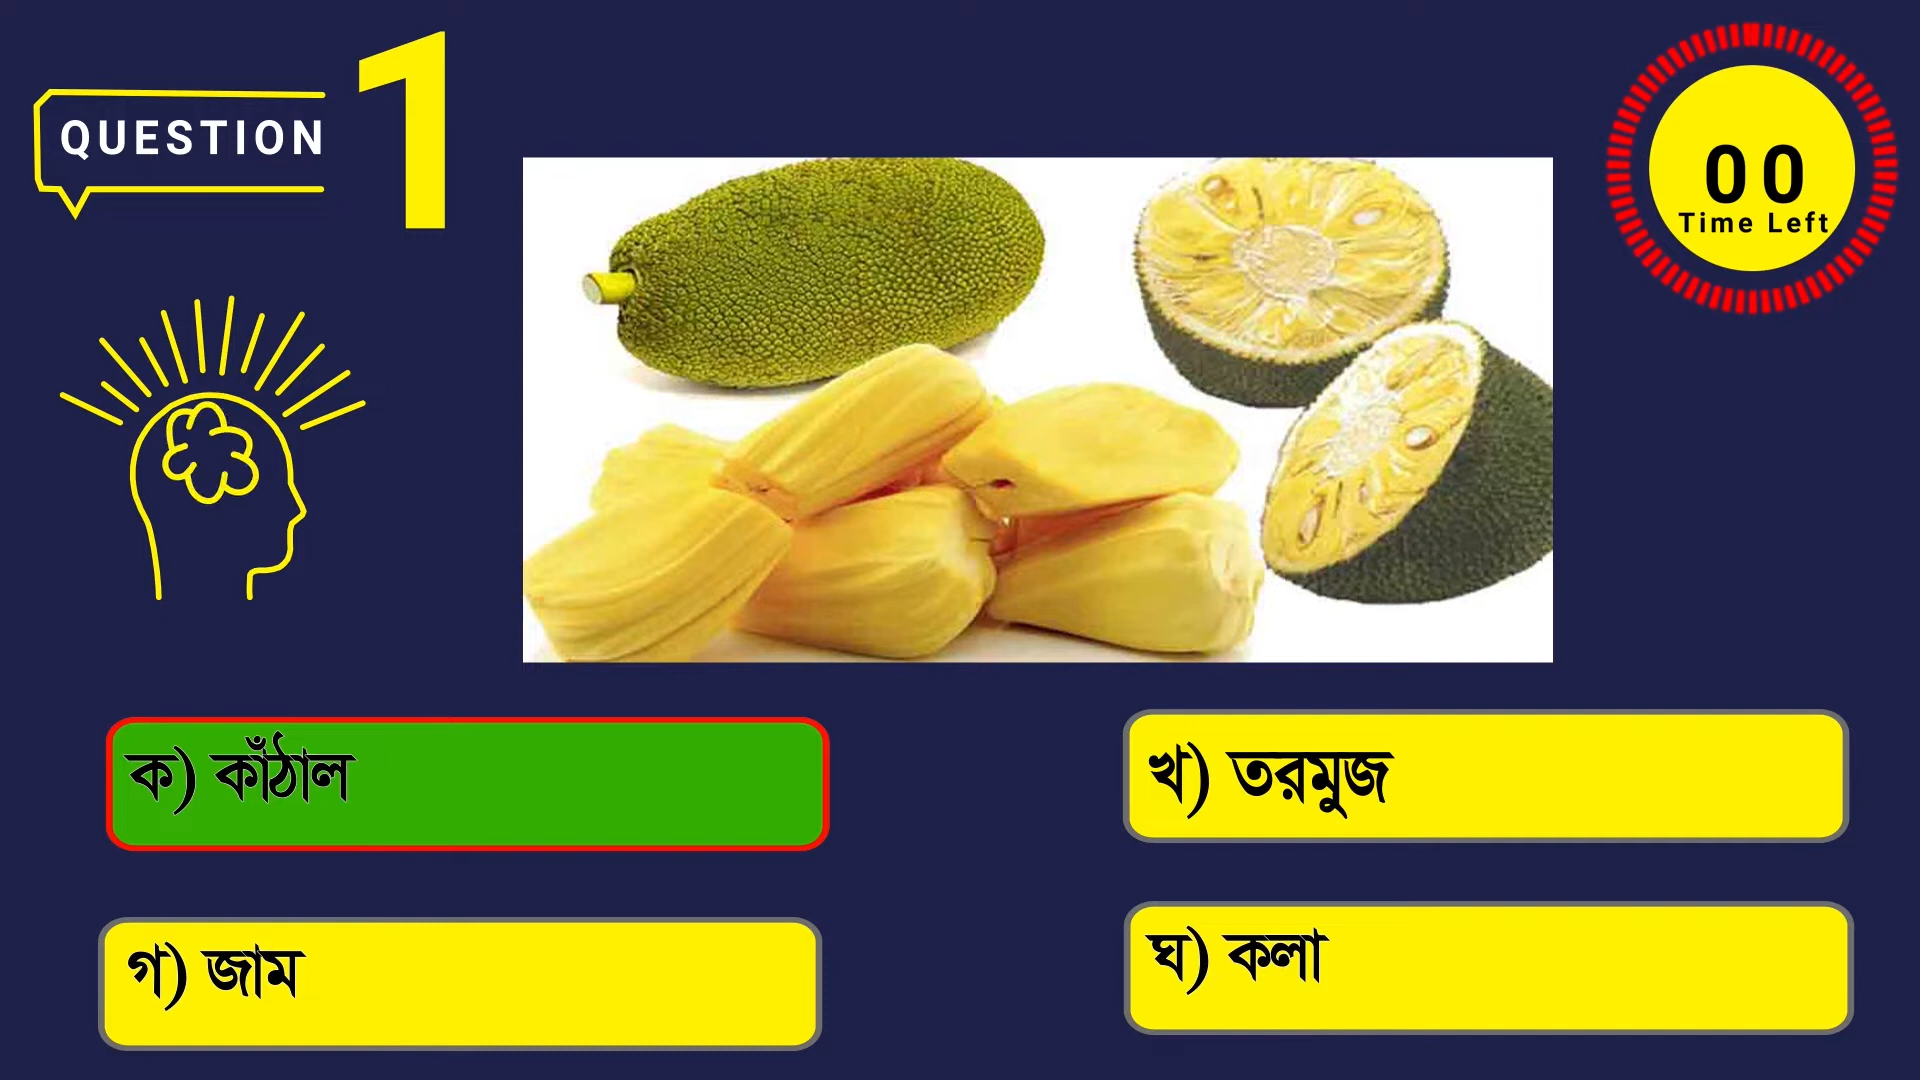 QUESTION 1
00
Time Left
ক) কাঁঠাল
খ) তরমুজ
গ) জাম
ঘ) কলা